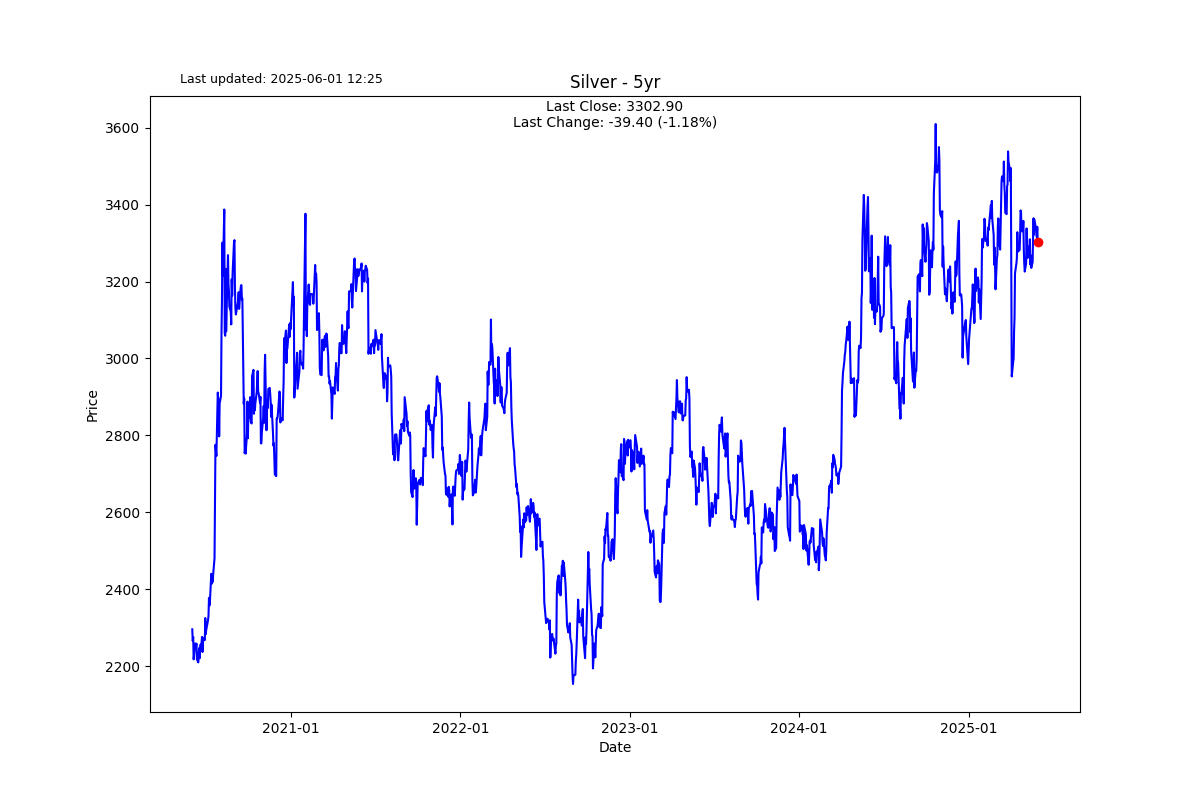 Last updated: 2025-06-01 12:25
Silver - 5yr
Last Close: 3302.90
Last Change: -39.40 (-1.18%)
Price
3600
3400
3200
3000
2800
2600
2400
2200
2021-01
2022-01
2023-01
2024-01
2025-01
Date